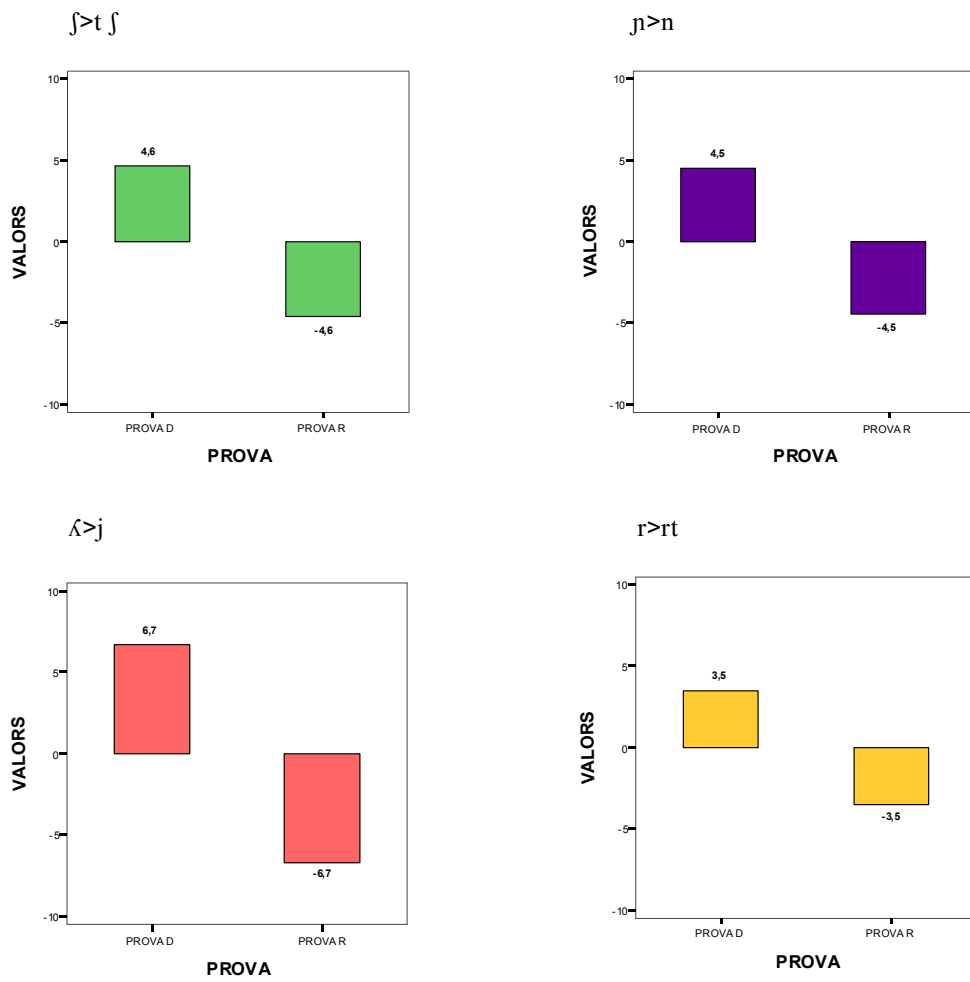 ʃ>t ʃ
10
5
0
-5
-10
VALORS
4,6
-4,6
PROVA D
PROVA R
PROVA
ɲ>n
10
5
0
-5
-10
VALORS
4,5
-4,5
PROVA D
PROVA R
PROVA
ʎ>j
10
5
0
-5
-10
VALORS
6,7
-6,7
PROVA D
PROVA R
PROVA
r>rt
10
5
0
-5
-10
VALORS
3,5
-3,5
PROVA D
PROVA R
PROVA